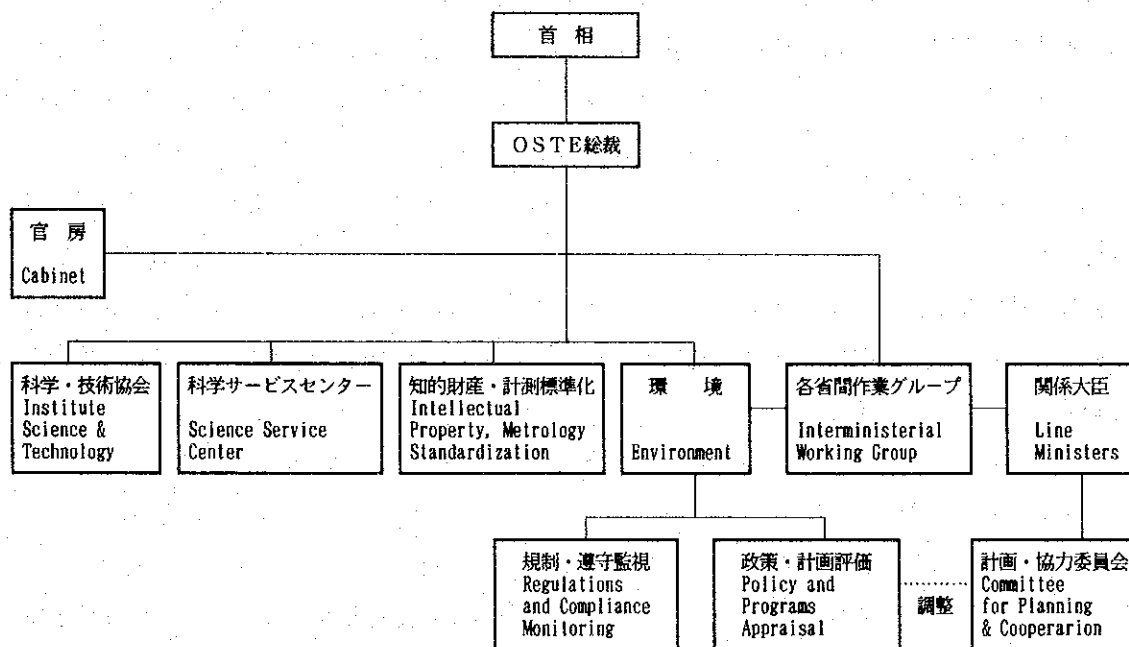 首 相
OSTE総裁
官 房
Cabinet
科学・技術協会
Institute
Science &
Technology
科学サービスセンター
Science Service
Center
知的財産・計測標準化
Intellectual
Property, Metrology
Standardization
環 境
Environment
各省間作業グループ
Interministerial
Working Group
関係大臣
Line
Ministers
規制・遵守監視
Regulations
and Compliance
Monitoring
政策・計画評価
Policy and
Programs
Appraisal
調整
計画・協力委員会
Committee
for Planning
& Cooperarion